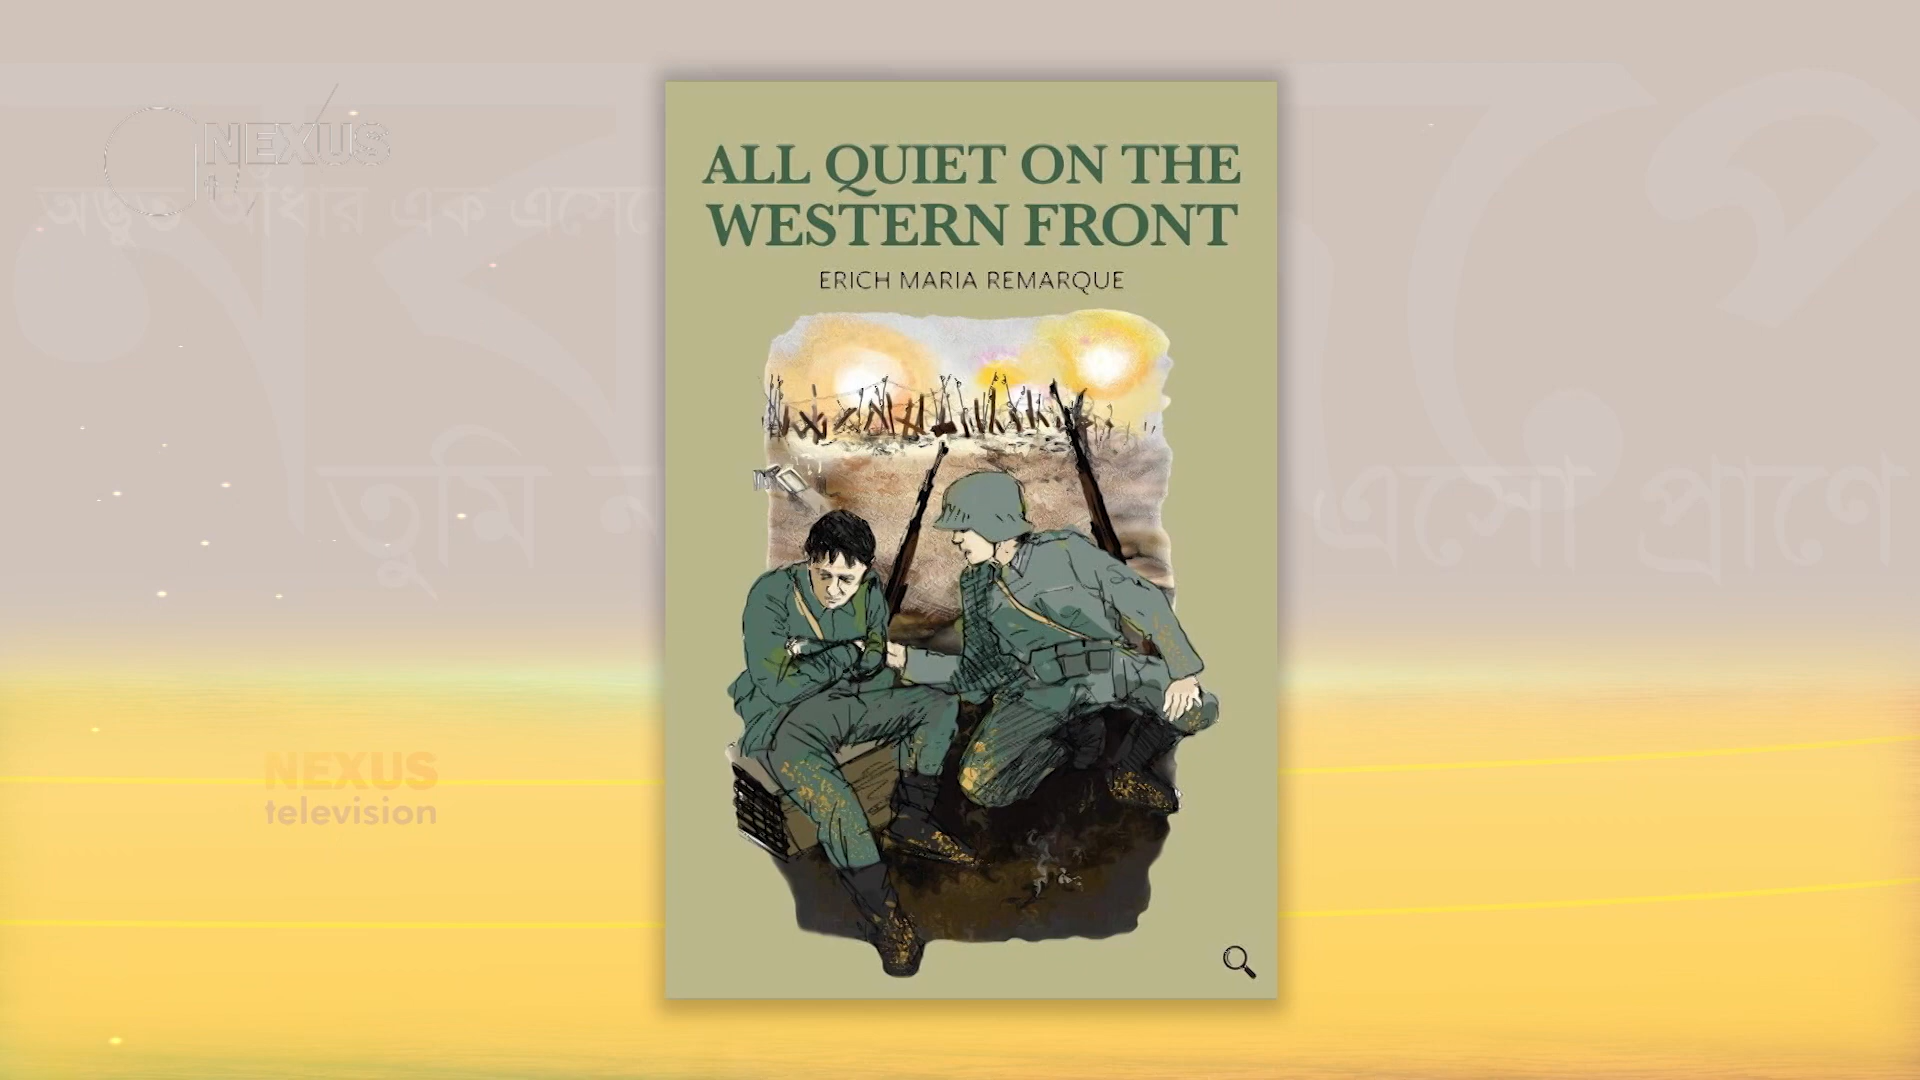 NEXUS
অদ্ভুত আঁধার এক এসেছে
ALL QUIET ON THE
WESTERN FRONT
ERICH MARIA REMARQUE
তুমি ন
এসো প্রাণে
NEXUS
television